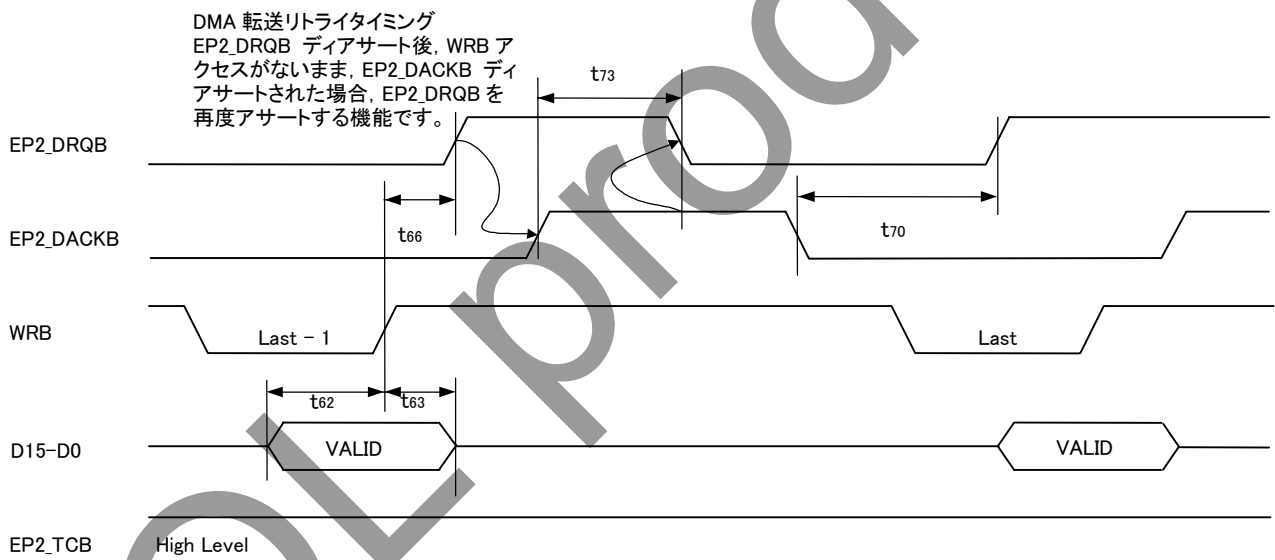 DMA 転送リトライタイミング
EP2_DRQB ディアサート後, WRB ア
クセスがないまま, EP2_DACKB ディ
アサートされた場合, EP2_DRQB を
再度アサートする機能です。
t73
EP2_DRQB
t66
t70
EP2_DACKB
WRB
Last - 1
Last
t62
t63
D15-D0
VALID
VALID
EP2_TCB
High Level